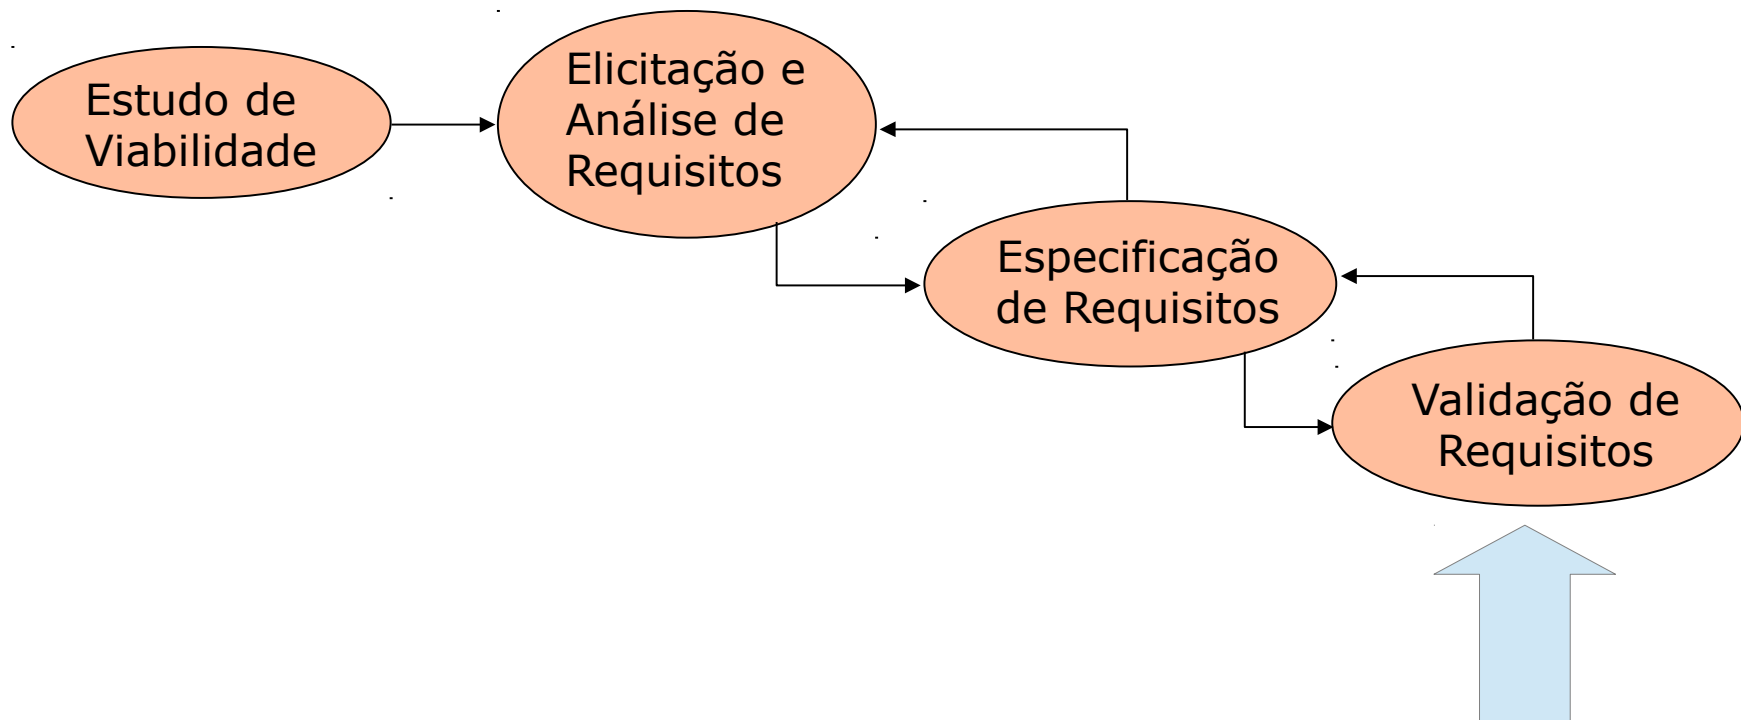 Estudo de
Viabilidade
Elicitação e
Análise de
Requisitos
Especificação
de Requisitos
Validação de
Requisitos